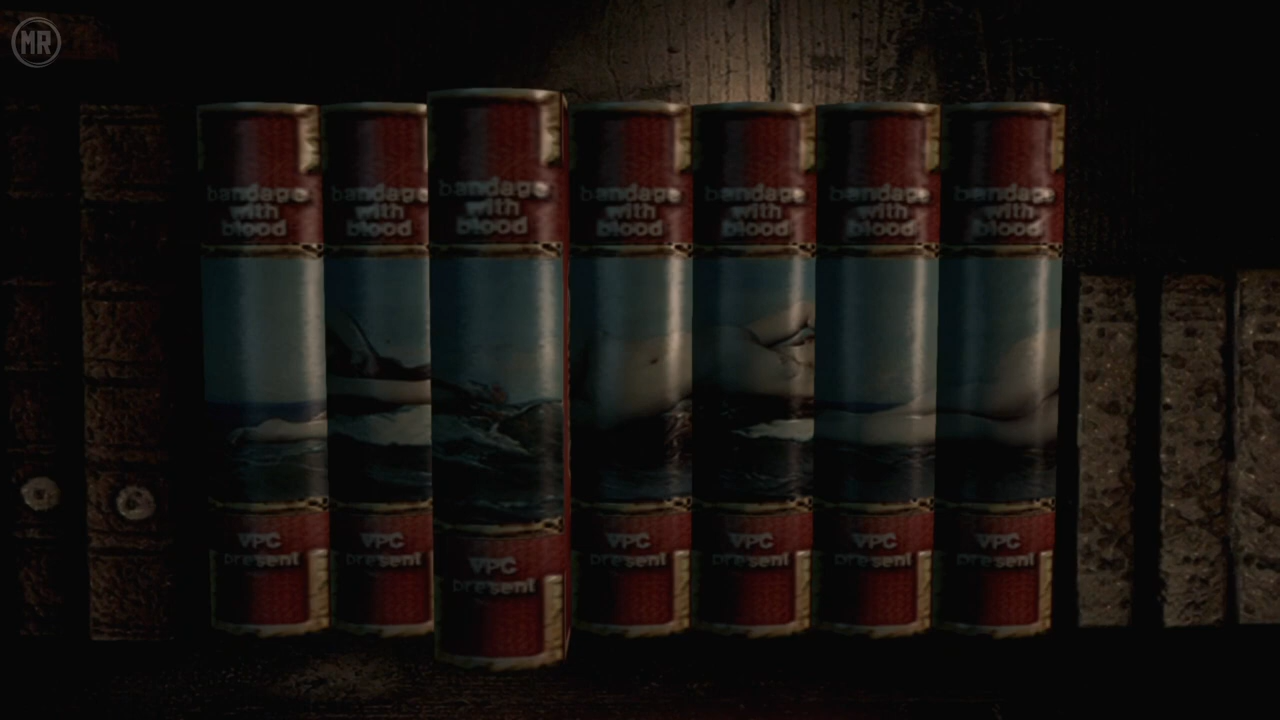 MR
bandage
with
blood
bandage
with
blood
bandage
with
blood
bandage
with
blood
bandage
with
blood
bandage
with
blood
bandage
with
blood
VPC
present
VPC
present
VPC
present
VPC
present
VPC
present
VPC
present
VPC
present